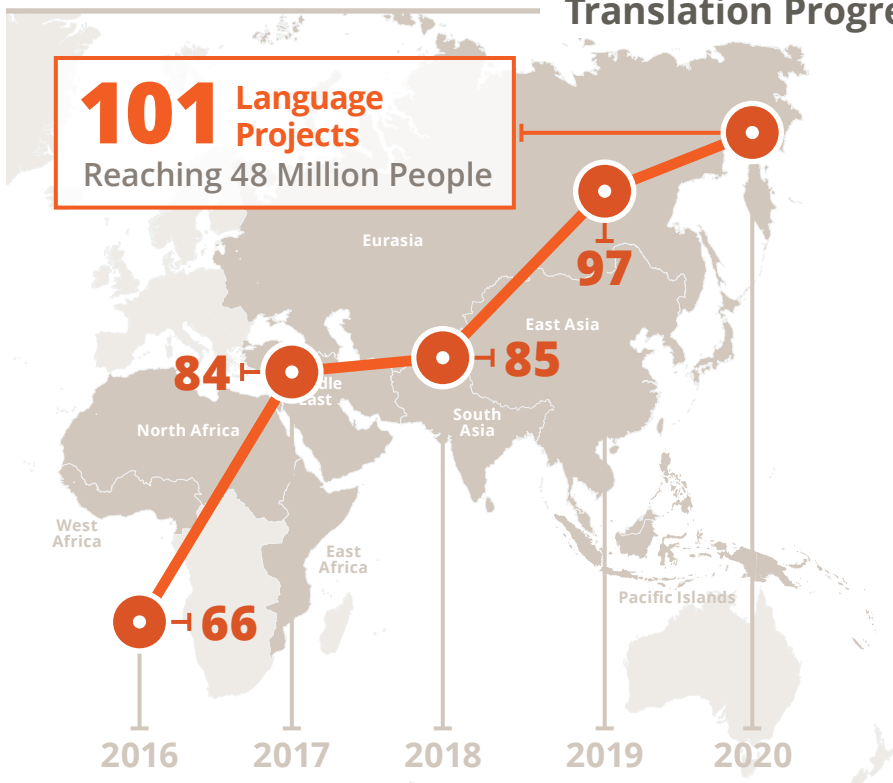 Translation Progre
101 Language
Projects
Reaching 48 Million People
Eurasia
97
East Asia
84
85
East
South
Asia
North Africa
West
Africa
East
Africa
Pacific Islands
66
2016
2017
2018
2019
2020